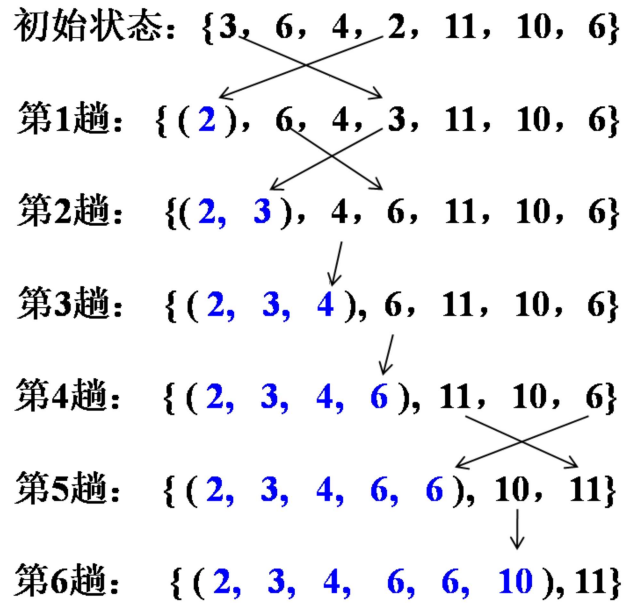 初始状态：{3，6，4，2，11，10，6}
第1趟：{(2)，6，4，3，11，10，6}
第2趟：{(2, 3)，4，6，11，10，6}
第3趟：{(2, 3, 4), 6，11，10，6}
第4趟：{(2, 3, 4, 6), 11，10，6}
第5趟：{(2, 3, 4, 6, 6), 10，11}
第6趟：{(2, 3, 4, 6, 6, 10), 11}